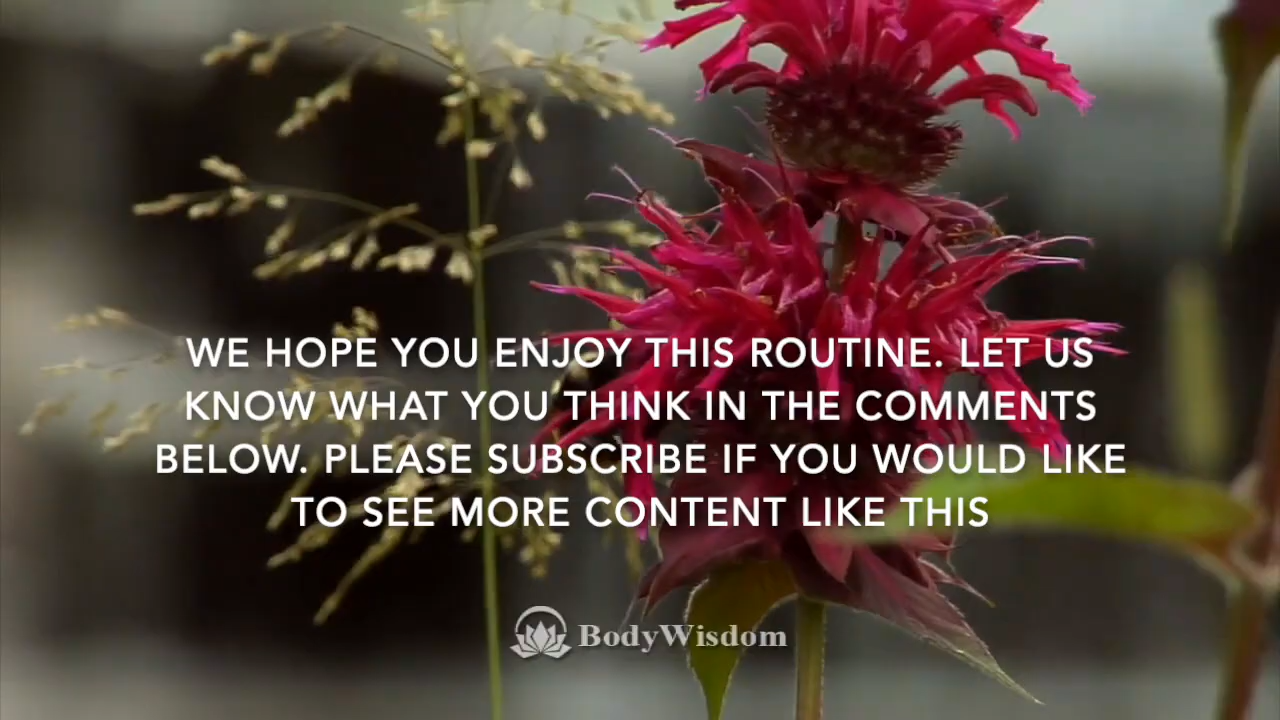 WE HOPE YOU ENJOY THIS ROUTINE. LET US
KNOW WHAT YOU THINK IN THE COMMENTS
BELOW. PLEASE SUBSCRIBE IF YOU WOULD LIKE
TO SEE MORE CONTENT LIKE THIS
BodyWisdom